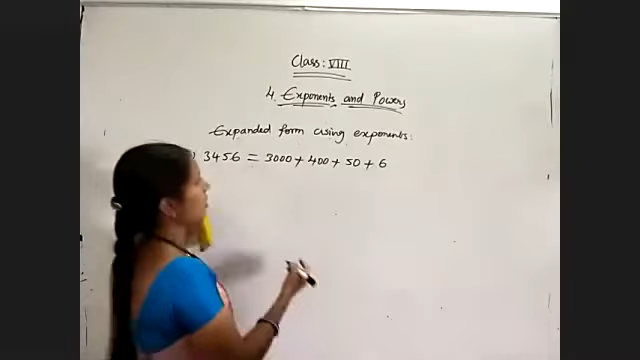 Class: VIII
4. Exponents and Powers
Expanded form using exponents:
) 3456 = 3000 + 400 + 50 + 6